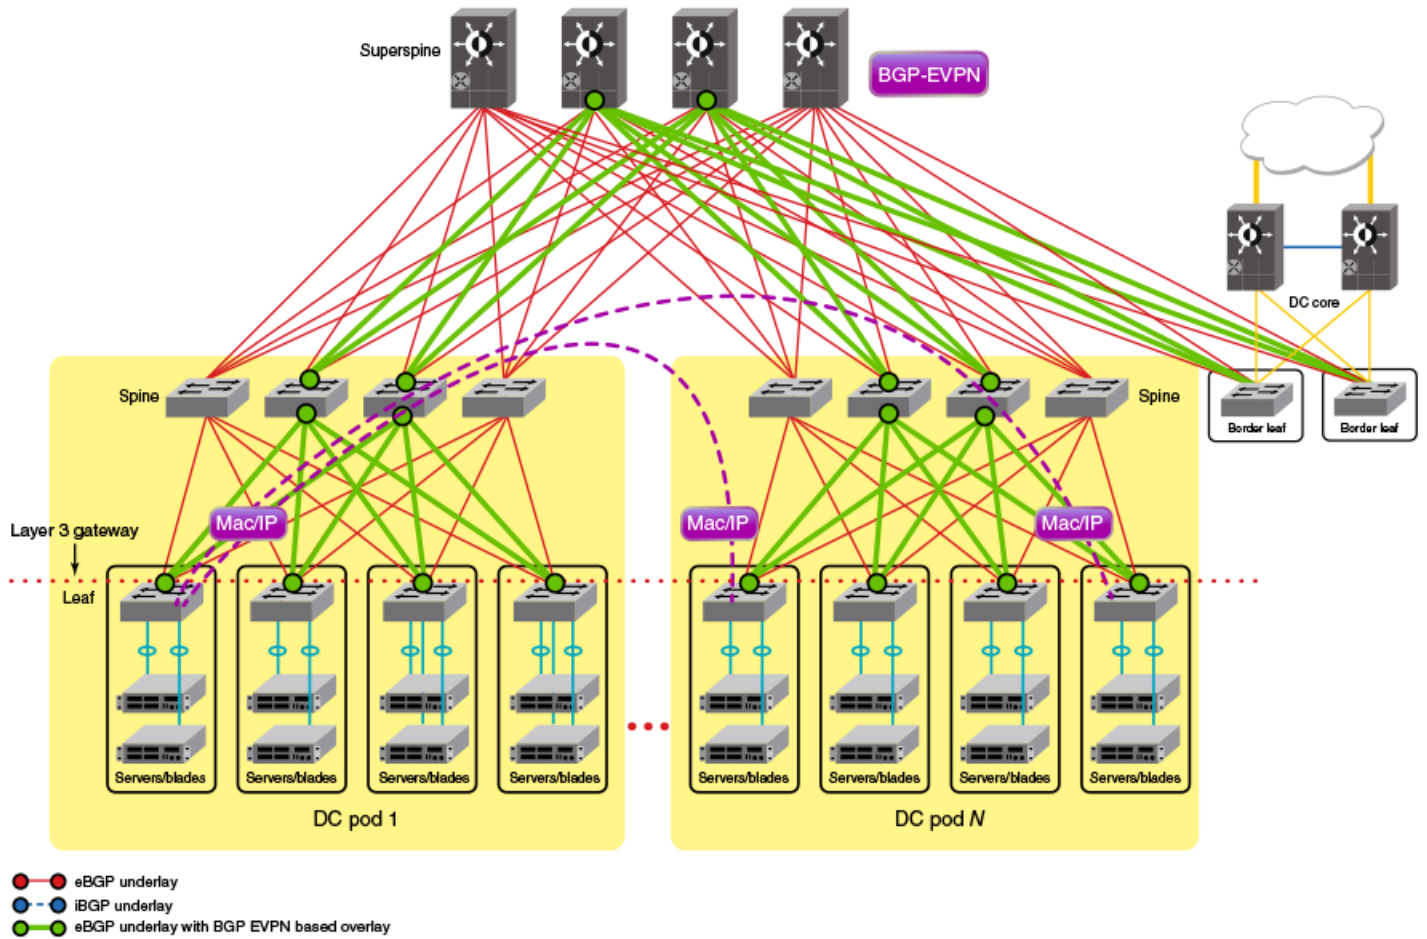 Superspine
BGP-EVPN
DC core
Spine
Spine
Border leaf
Border leaf
Mac/IP
Mac/IP
Mac/IP
Layer 3 gateway
Leaf
Servers/blades
Servers/blades
Servers/blades
Servers/blades
Servers/blades
Servers/blades
Servers/blades
Servers/blades
DC pod 1
DC pod N
eBGP underlay
iBGP underlay
eBGP underlay with BGP EVPN based overlay